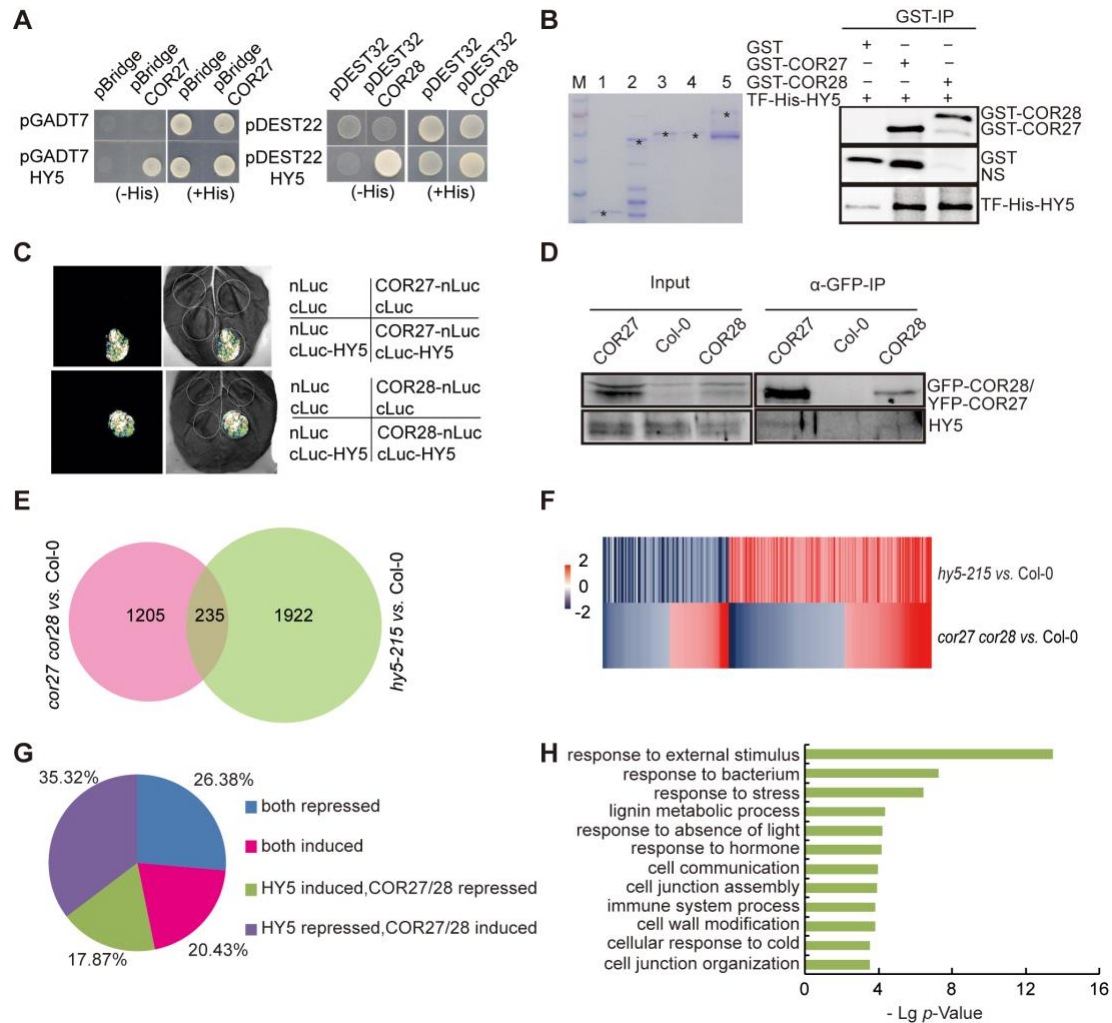 A
pBridge
pBridge COR27
pBridge
pBridge COR27
pGADT7
pGADT7 HY5
(-His)
(+His)
pDEST32
pDEST32 COR28
pDEST32
pDEST32 COR28
pDEST22
pDEST22 HY5
(-His)
(+His)
B
M 1 2 3 4 5
* * * * *
GST-IP
GST + − −
GST-COR27 − + −
GST-COR28 − − +
TF-His-HY5 + + +
GST-COR28
GST-COR27
GST
NS
TF-His-HY5
C
nLuc COR27-nLuc
cLuc cLuc
nLuc COR27-nLuc
cLuc-HY5 cLuc-HY5
nLuc COR28-nLuc
cLuc cLuc
nLuc COR28-nLuc
cLuc-HY5 cLuc-HY5
D
Input α-GFP-IP
COR27 Col-0 COR28 COR27 Col-0 COR28
GFP-COR28/
YFP-COR27
HY5
E
cor27 cor28 vs. Col-0
1205 235 1922
hy5-215 vs. Col-0
F
2
0
-2
hy5-215 vs. Col-0
cor27 cor28 vs. Col-0
G
35.32%
26.38%
17.87%
20.43%
both repressed
both induced
HY5 induced,COR27/28 repressed
HY5 repressed,COR27/28 induced
H
response to external stimulus
response to bacterium
response to stress
lignin metabolic process
response to absence of light
response to hormone
cell communication
cell junction assembly
immune system process
cell wall modification
cellular response to cold
cell junction organization
0 4 8 12 16
- Lg p-Value